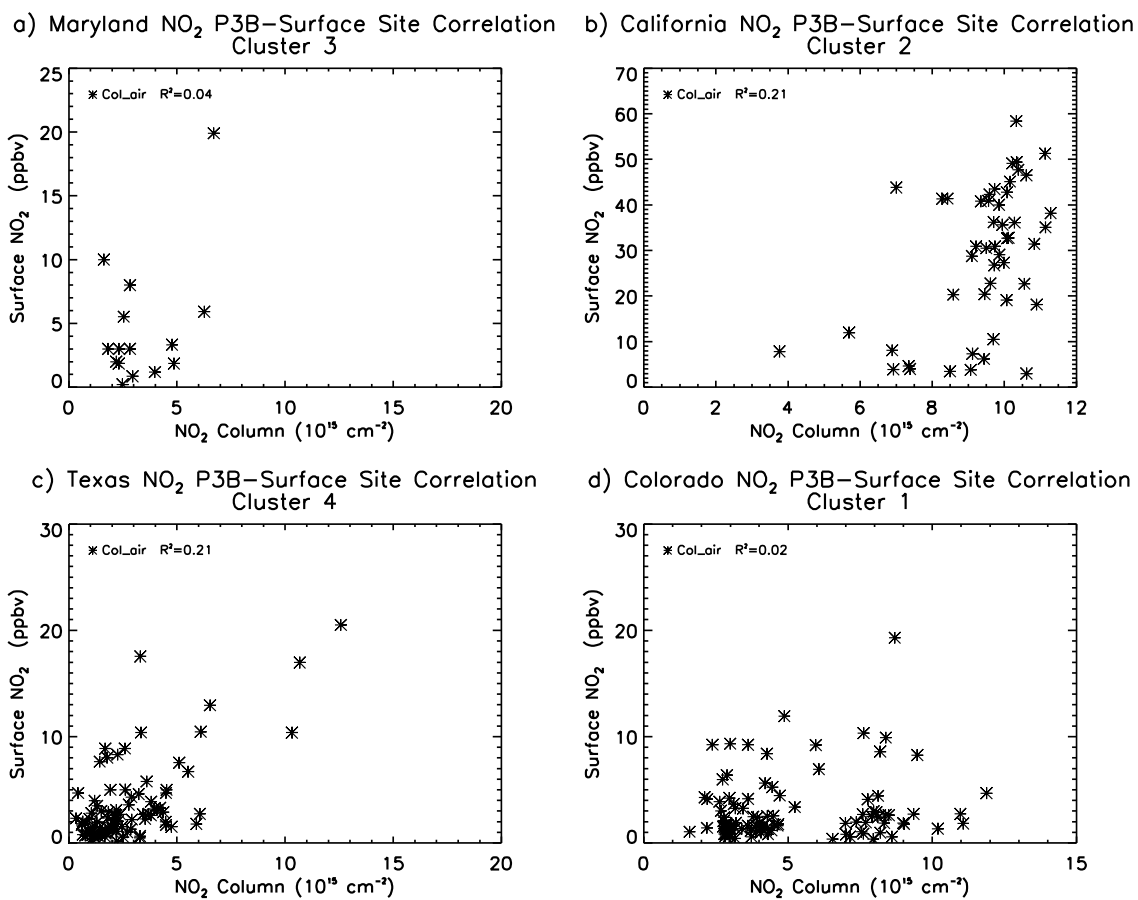 a) Maryland NO₂ P3B−Surface Site Correlation
Cluster 3
25
20
15
10
5
0
Surface NO₂ (ppbv)
Col_air R²=0.04
0 5 10 15 20
NO₂ Column (10¹⁵ cm⁻²)
b) California NO₂ P3B−Surface Site Correlation
Cluster 2
70
60
50
40
30
20
10
0
Surface NO₂ (ppbv)
Col_air R²=0.21
0 2 4 6 8 10 12
NO₂ Column (10¹⁵ cm⁻²)
c) Texas NO₂ P3B−Surface Site Correlation
Cluster 4
30
20
10
0
Surface NO₂ (ppbv)
Col_air R²=0.21
0 5 10 15 20
NO₂ Column (10¹⁵ cm⁻²)
d) Colorado NO₂ P3B−Surface Site Correlation
Cluster 1
30
20
10
0
Surface NO₂ (ppbv)
Col_air R²=0.02
0 5 10 15
NO₂ Column (10¹⁵ cm⁻²)